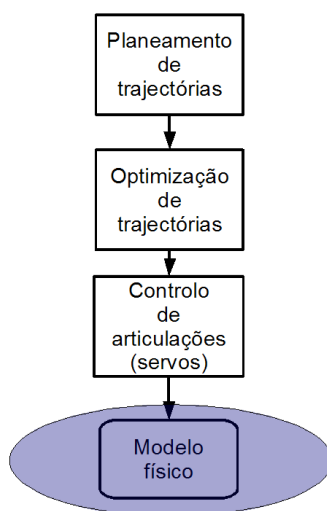 Planeamento
de
trajectórias
Optimização
de
trajectórias
Controlo
de
articulações
(servos)
Modelo
físico